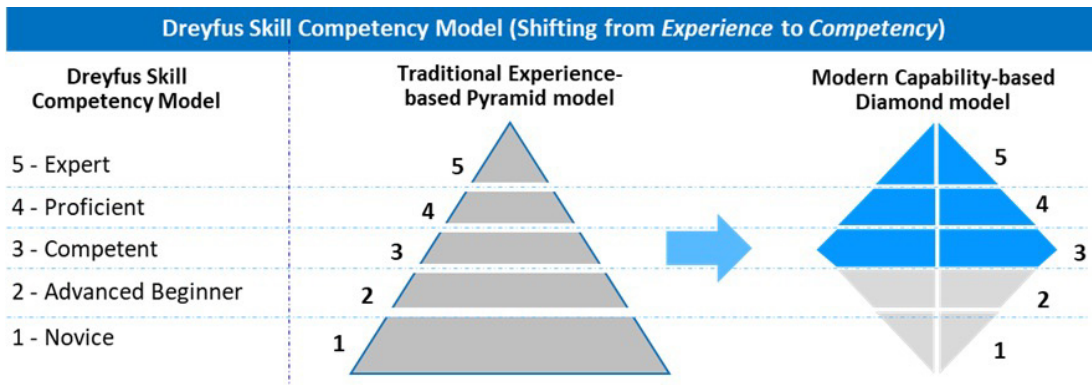 Dreyfus Skill Competency Model (Shifting from Experience to Competency)
Dreyfus Skill
Competency Model
Traditional Experience-
based Pyramid model
Modern Capability-based
Diamond model
5 - Expert
5
5
4 - Proficient
4
4
3 - Competent
3
3
2 - Advanced Beginner
2
2
1 - Novice
1
1